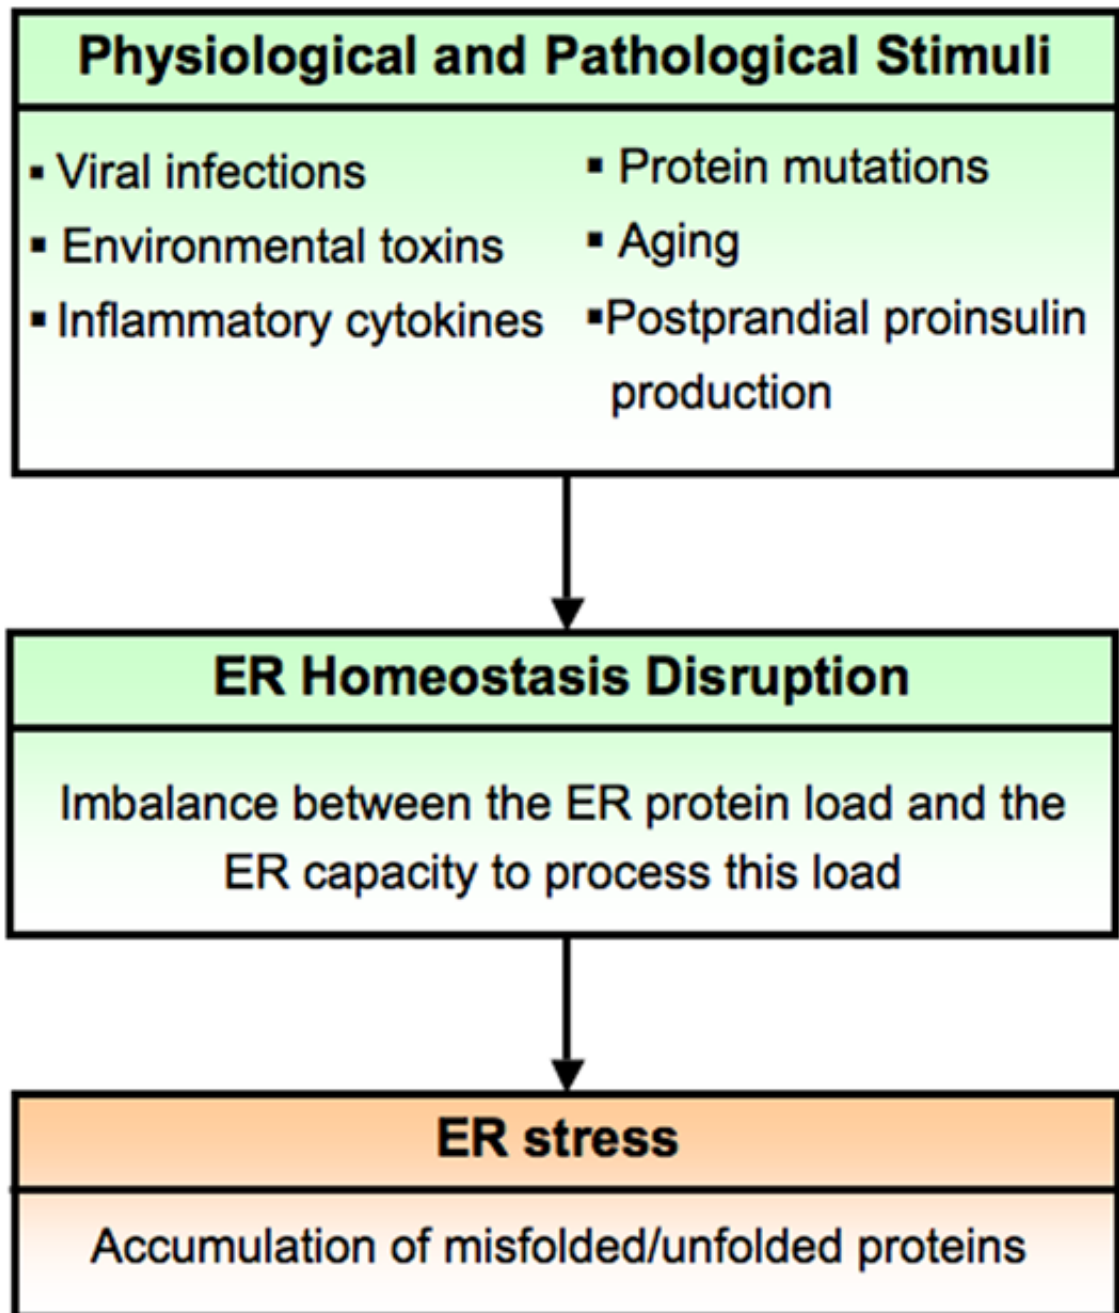 Physiological and Pathological Stimuli
▪ Viral infections
▪ Environmental toxins
▪ Inflammatory cytokines
▪ Protein mutations
▪ Aging
▪Postprandial proinsulin
production
ER Homeostasis Disruption
Imbalance between the ER protein load and the
ER capacity to process this load
ER stress
Accumulation of misfolded/unfolded proteins